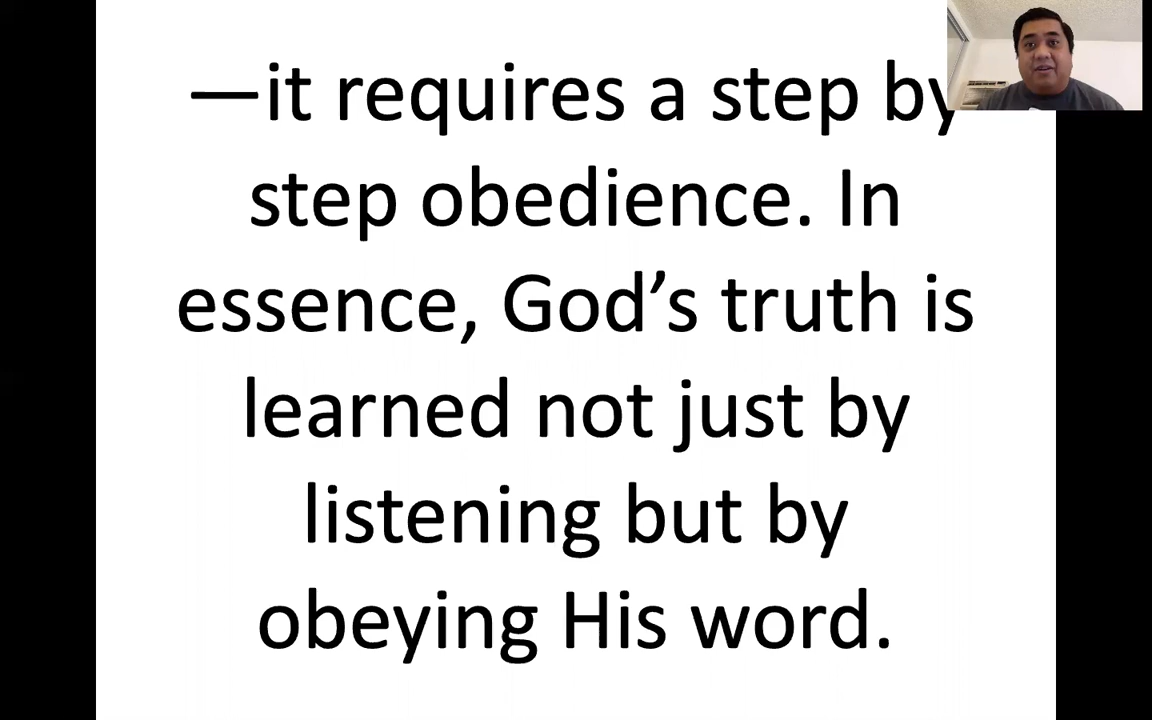 —it requires a step by
step obedience. In
essence, God’s truth is
learned not just by
listening but by
obeying His word.